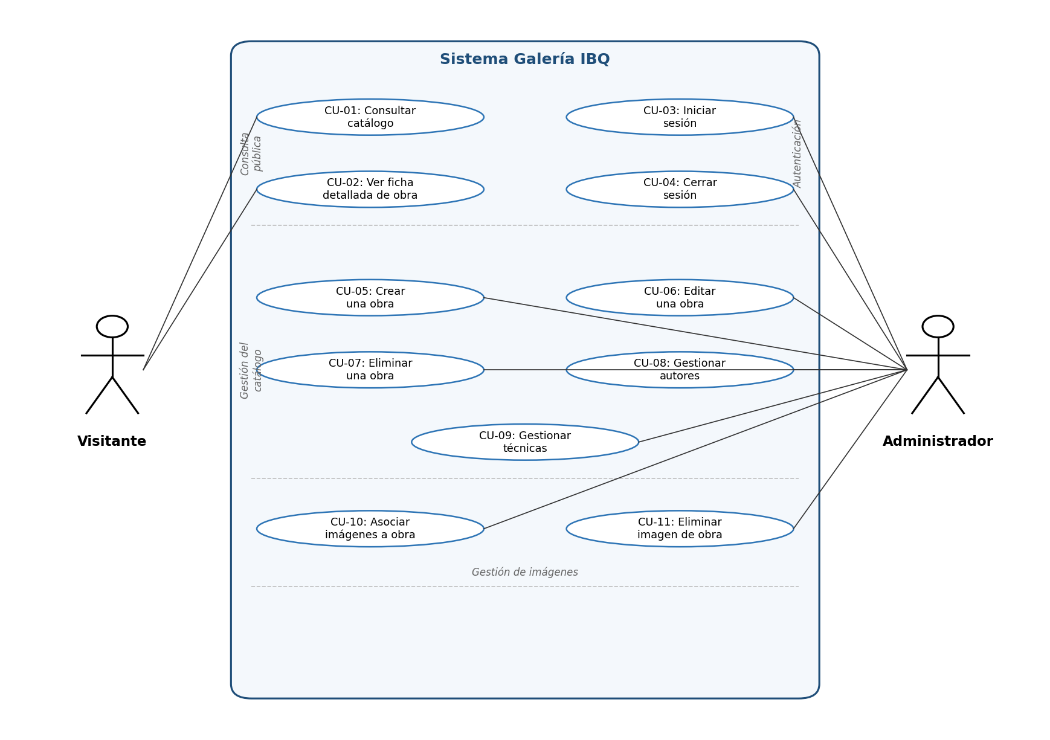 Sistema Galería IBQ
CU-01: Consultar
catálogo
CU-03: Iniciar
sesión
Consulta
pública
Autenticación
CU-02: Ver ficha
detallada de obra
CU-04: Cerrar
sesión
CU-05: Crear
una obra
CU-06: Editar
una obra
Gestión del
catálogo
CU-07: Eliminar
una obra
CU-08: Gestionar
autores
Visitante
Administrador
CU-09: Gestionar
técnicas
CU-10: Asociar
imágenes a obra
CU-11: Eliminar
imagen de obra
Gestión de imágenes